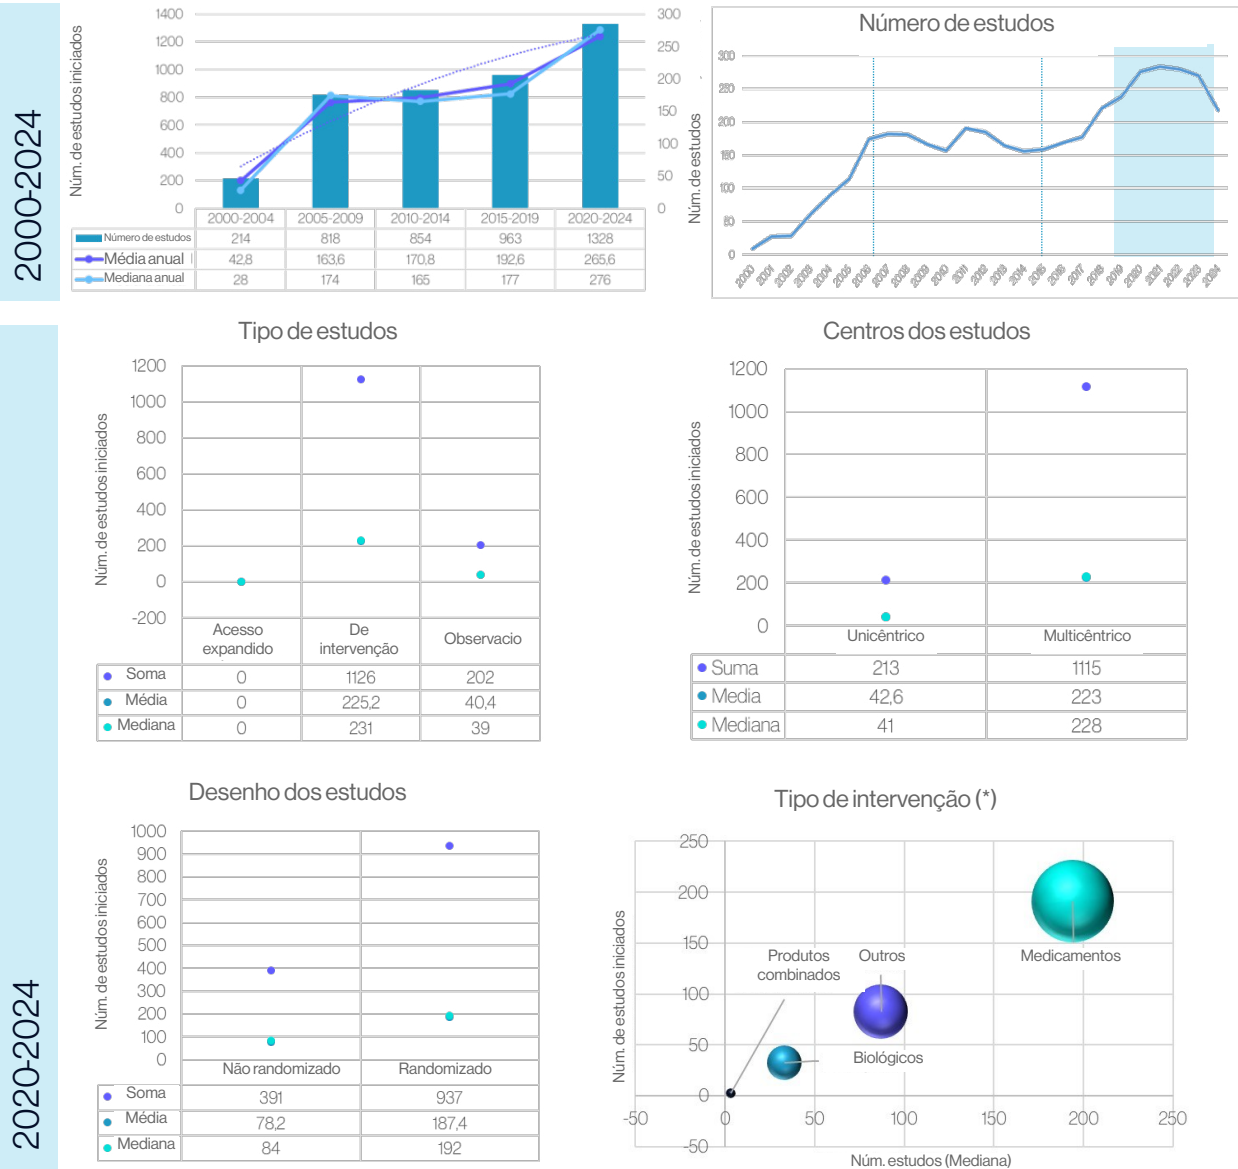 2000-2024
Núm. de estudos iniciados
1400
1200
1000
800
600
400
200
0
300
250
200
150
100
50
0
2000-2004 2005-2009 2010-2014 2015-2019 2020-2024
Número de estudos 214 818 854 963 1328
Média anual 42,8 163,6 170,8 192,6 265,6
Mediana anual 28 174 165 177 276
Número de estudos
Núm. de estudos
300
250
200
150
100
50
0
2000 2001 2002 2003 2004 2005 2006 2007 2008 2009 2010 2011 2012 2013 2014 2015 2016 2017 2018 2019 2020 2021 2022 2023 2024
2020-2024
Tipo de estudos
Núm. de estudos iniciados
1200
1000
800
600
400
200
0
-200
Acesso expandido De intervenção Observacio
Soma 0 1126 202
Média 0 225,2 40,4
Mediana 0 231 39
Centros dos estudos
Núm. de estudos iniciados
1200
1000
800
600
400
200
0
Unicêntrico Multicêntrico
Suma 213 1115
Media 42,6 223
Mediana 41 228
Desenho dos estudos
Núm. de estudos iniciados
1000
900
800
700
600
500
400
300
200
100
0
Não randomizado Randomizado
Soma 391 937
Média 78,2 187,4
Mediana 84 192
Tipo de intervenção (*)
Núm. de estudos iniciados
250
200
150
100
50
0
-50
Produtos combinados
Outros
Medicamentos
Biológicos
-50 0 50 100 150 200 250
Núm. estudos (Mediana)